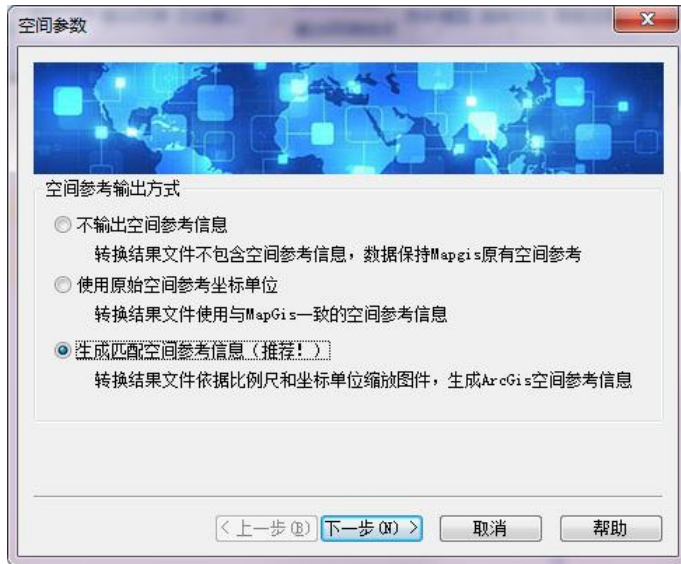 空间参数
空间参考输出方式
不输出空间参考信息
转换结果文件不包含空间参考信息，数据保持Mapgis原有空间参考
使用原始空间参考坐标单位
转换结果文件使用与MapGis一致的空间参考信息
生成匹配空间参考信息（推荐！）
转换结果文件依据比例尺和坐标单位缩放图件，生成ArcGis空间参考信息
< 上一步(B) 下一步(N) > 取消 帮助